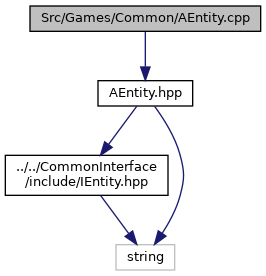 Src/Games/Common/AEntity.cpp
AEntity.hpp
../../CommonInterface
/include/IEntity.hpp
string